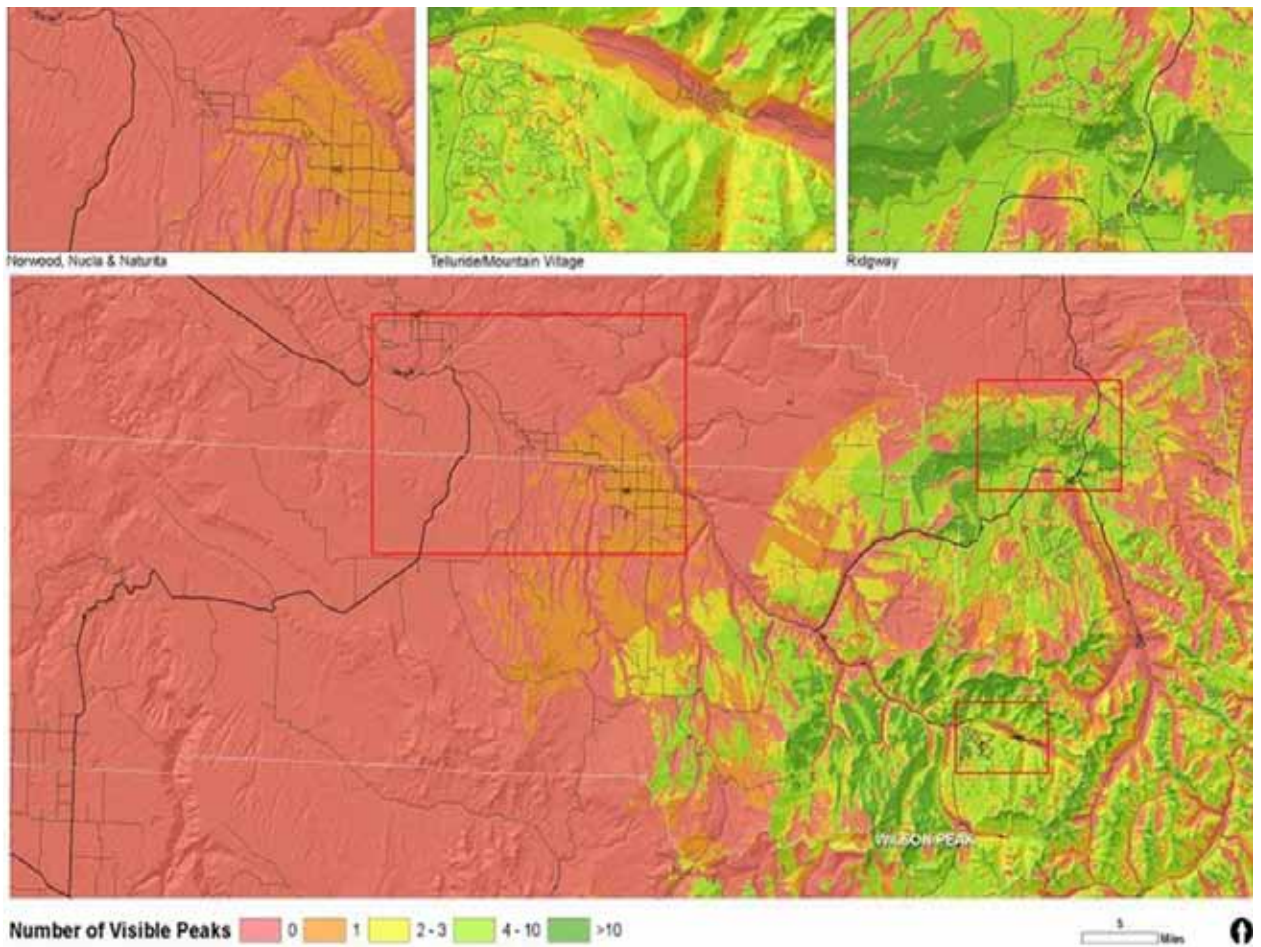 Norwood, Nucla & Naturita
Telluride/Mountain Village
Ridgway
WILSON PEAK
Number of Visible Peaks
0
1
2 - 3
4 - 10
>10
5
Miles